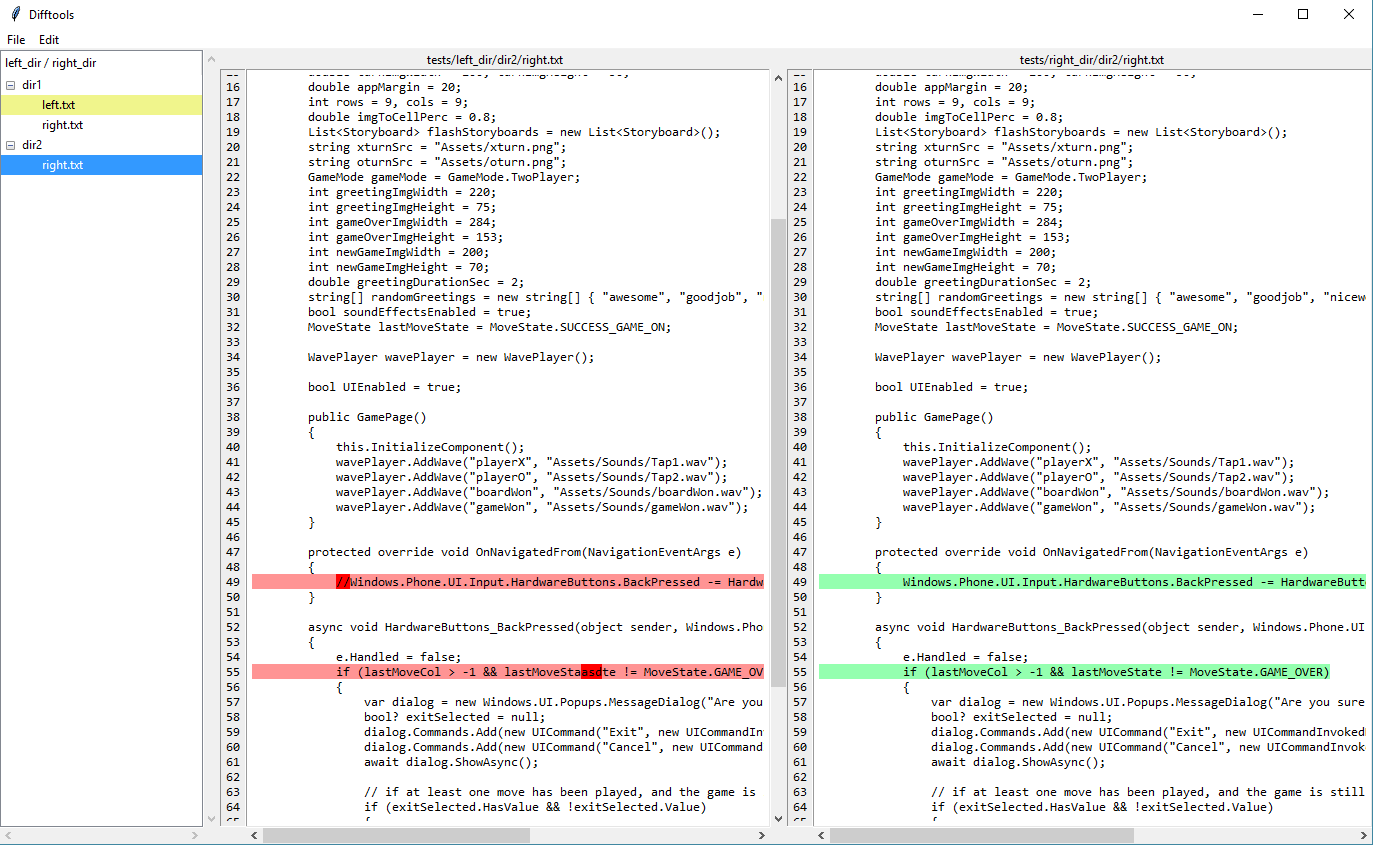 Difftools
File Edit
left_dir / right_dir
dir1
left.txt
right.txt
dir2
right.txt
tests/left_dir/dir2/right.txt
16 double appMargin = 20;
17 int rows = 9, cols = 9;
18 double imgToCellPerc = 0.8;
19 List<Storyboard> flashStoryboards = new List<Storyboard>();
20 string xturnSrc = "Assets/xturn.png";
21 string oturnSrc = "Assets/oturn.png";
22 GameMode gameMode = GameMode.TwoPlayer;
23 int greetingImgWidth = 220;
24 int greetingImgHeight = 75;
25 int gameOverImgWidth = 284;
26 int gameOverImgHeight = 153;
27 int newGameImgWidth = 200;
28 int newGameImgHeight = 70;
29 double greetingDurationSec = 2;
30 string[] randomGreetings = new string[] { "awesome", "goodjob", "
31 bool soundEffectsEnabled = true;
32 MoveState lastMoveState = MoveState.SUCCESS_GAME_ON;
33
34 WavePlayer wavePlayer = new WavePlayer();
35
36 bool UIEnabled = true;
37
38 public GamePage()
39 {
40 this.InitializeComponent();
41 wavePlayer.AddWave("playerX", "Assets/Sounds/Tap1.wav");
42 wavePlayer.AddWave("playerO", "Assets/Sounds/Tap2.wav");
43 wavePlayer.AddWave("boardWon", "Assets/Sounds/boardWon.wav");
44 wavePlayer.AddWave("gameWon", "Assets/Sounds/gameWon.wav");
45 }
46
47 protected override void OnNavigatedFrom(NavigationEventArgs e)
48 {
49 //Windows.Phone.UI.Input.HardwareButtons.BackPressed -= Hardw
50 }
51
52 async void HardwareButtons_BackPressed(object sender, Windows.Pho
53 {
54 e.Handled = false;
55 if (lastMoveCol > -1 && lastMoveStaasdte != MoveState.GAME_OV
56 {
57 var dialog = new Windows.UI.Popups.MessageDialog("Are you
58 bool? exitSelected = null;
59 dialog.Commands.Add(new UICommand("Exit", new UICommandIn
60 dialog.Commands.Add(new UICommand("Cancel", new UICommand
61 await dialog.ShowAsync();
62
63 // if at least one move has been played, and the game is
64 if (exitSelected.HasValue && !exitSelected.Value)
tests/right_dir/dir2/right.txt
16 double appMargin = 20;
17 int rows = 9, cols = 9;
18 double imgToCellPerc = 0.8;
19 List<Storyboard> flashStoryboards = new List<Storyboard>();
20 string xturnSrc = "Assets/xturn.png";
21 string oturnSrc = "Assets/oturn.png";
22 GameMode gameMode = GameMode.TwoPlayer;
23 int greetingImgWidth = 220;
24 int greetingImgHeight = 75;
25 int gameOverImgWidth = 284;
26 int gameOverImgHeight = 153;
27 int newGameImgWidth = 200;
28 int newGameImgHeight = 70;
29 double greetingDurationSec = 2;
30 string[] randomGreetings = new string[] { "awesome", "goodjob", "nicew
31 bool soundEffectsEnabled = true;
32 MoveState lastMoveState = MoveState.SUCCESS_GAME_ON;
33
34 WavePlayer wavePlayer = new WavePlayer();
35
36 bool UIEnabled = true;
37
38 public GamePage()
39 {
40 this.InitializeComponent();
41 wavePlayer.AddWave("playerX", "Assets/Sounds/Tap1.wav");
42 wavePlayer.AddWave("playerO", "Assets/Sounds/Tap2.wav");
43 wavePlayer.AddWave("boardWon", "Assets/Sounds/boardWon.wav");
44 wavePlayer.AddWave("gameWon", "Assets/Sounds/gameWon.wav");
45 }
46
47 protected override void OnNavigatedFrom(NavigationEventArgs e)
48 {
49 Windows.Phone.UI.Input.HardwareButtons.BackPressed -= HardwareButt
50 }
51
52 async void HardwareButtons_BackPressed(object sender, Windows.Phone.UI
53 {
54 e.Handled = false;
55 if (lastMoveCol > -1 && lastMoveState != MoveState.GAME_OVER)
56 {
57 var dialog = new Windows.UI.Popups.MessageDialog("Are you sure
58 bool? exitSelected = null;
59 dialog.Commands.Add(new UICommand("Exit", new UICommandInvoked
60 dialog.Commands.Add(new UICommand("Cancel", new UICommandInvok
61 await dialog.ShowAsync();
62
63 // if at least one move has been played, and the game is still
64 if (exitSelected.HasValue && !exitSelected.Value)